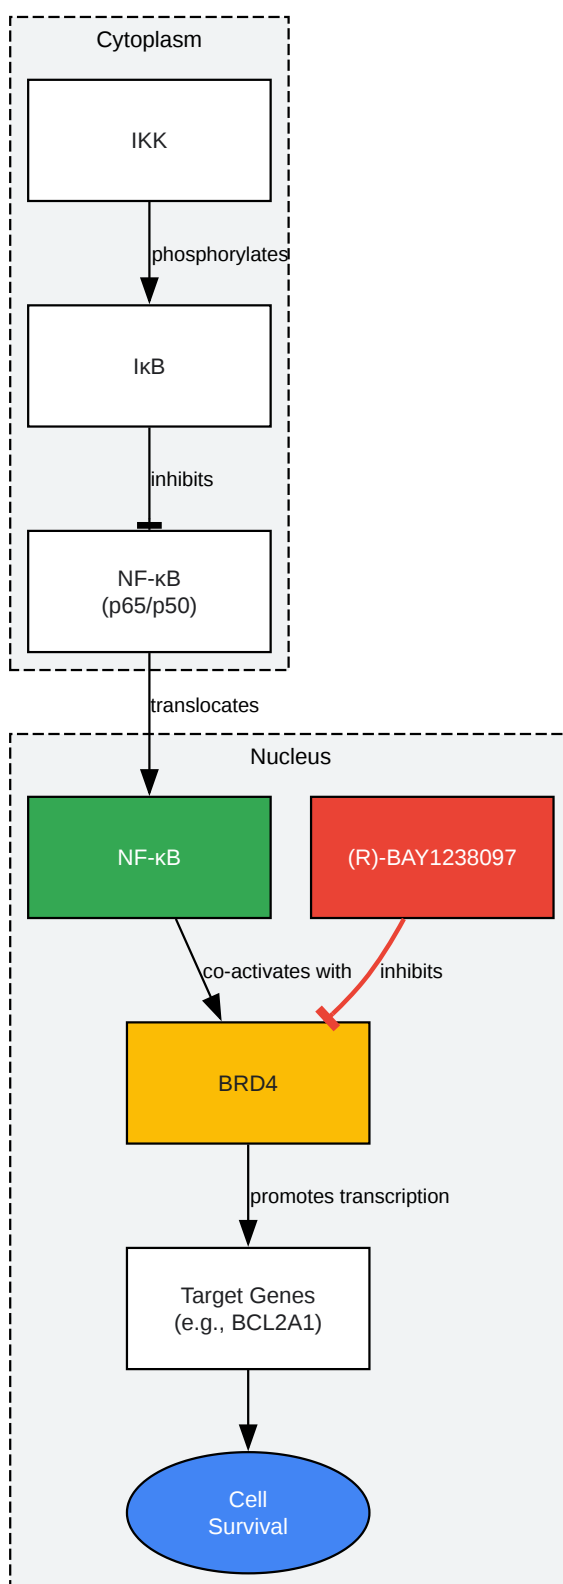 Cytoplasm
IKK
phosphorylates
IκB
inhibits
NF-κB
(p65/p50)
translocates
Nucleus
NF-κB
(R)-BAY1238097
co-activates with
inhibits
BRD4
promotes transcription
Target Genes
(e.g., BCL2A1)
Cell
Survival